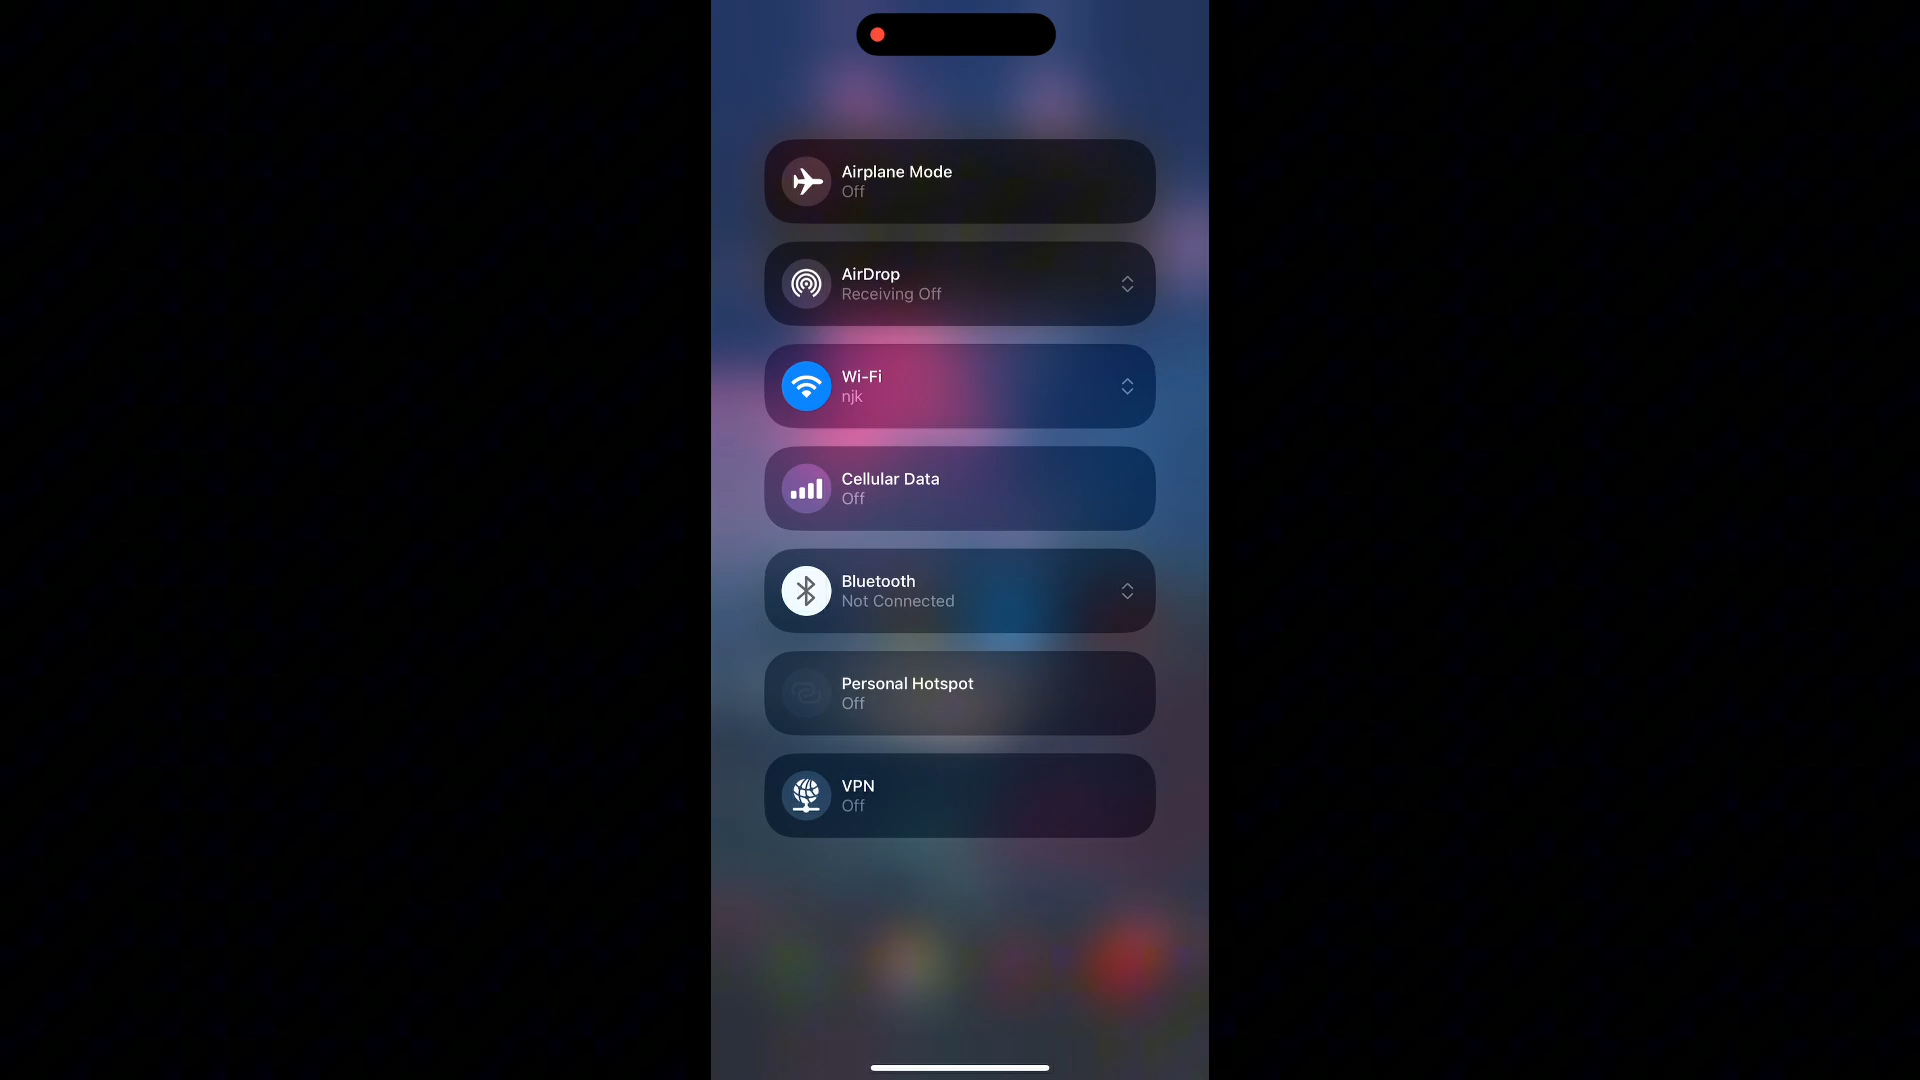 Airplane Mode
Off
AirDrop
Receiving Off
Wi-Fi
njk
Cellular Data
Off
Bluetooth
Not Connected
Personal Hotspot
Off
VPN
Off